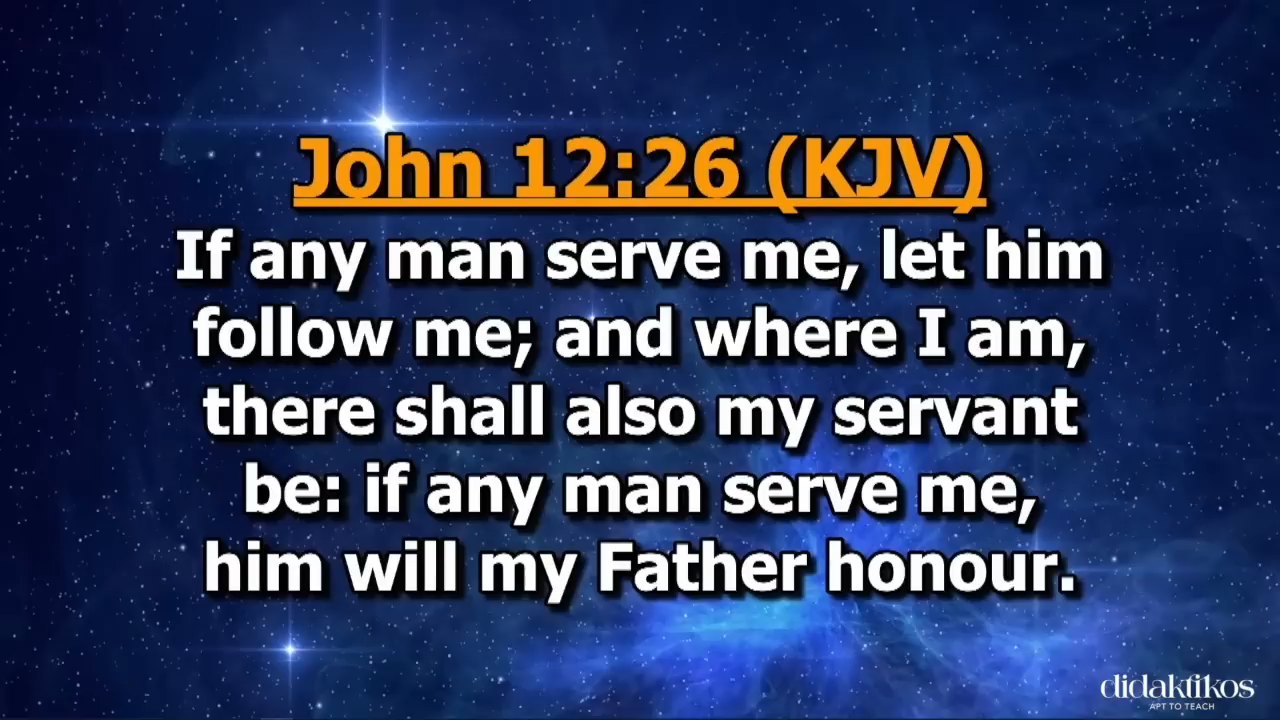 John 12:26 (KJV)
If any man serve me, let him
follow me; and where I am,
there shall also my servant
be: if any man serve me,
him will my Father honour.
didaktikos
APT TO TEACH